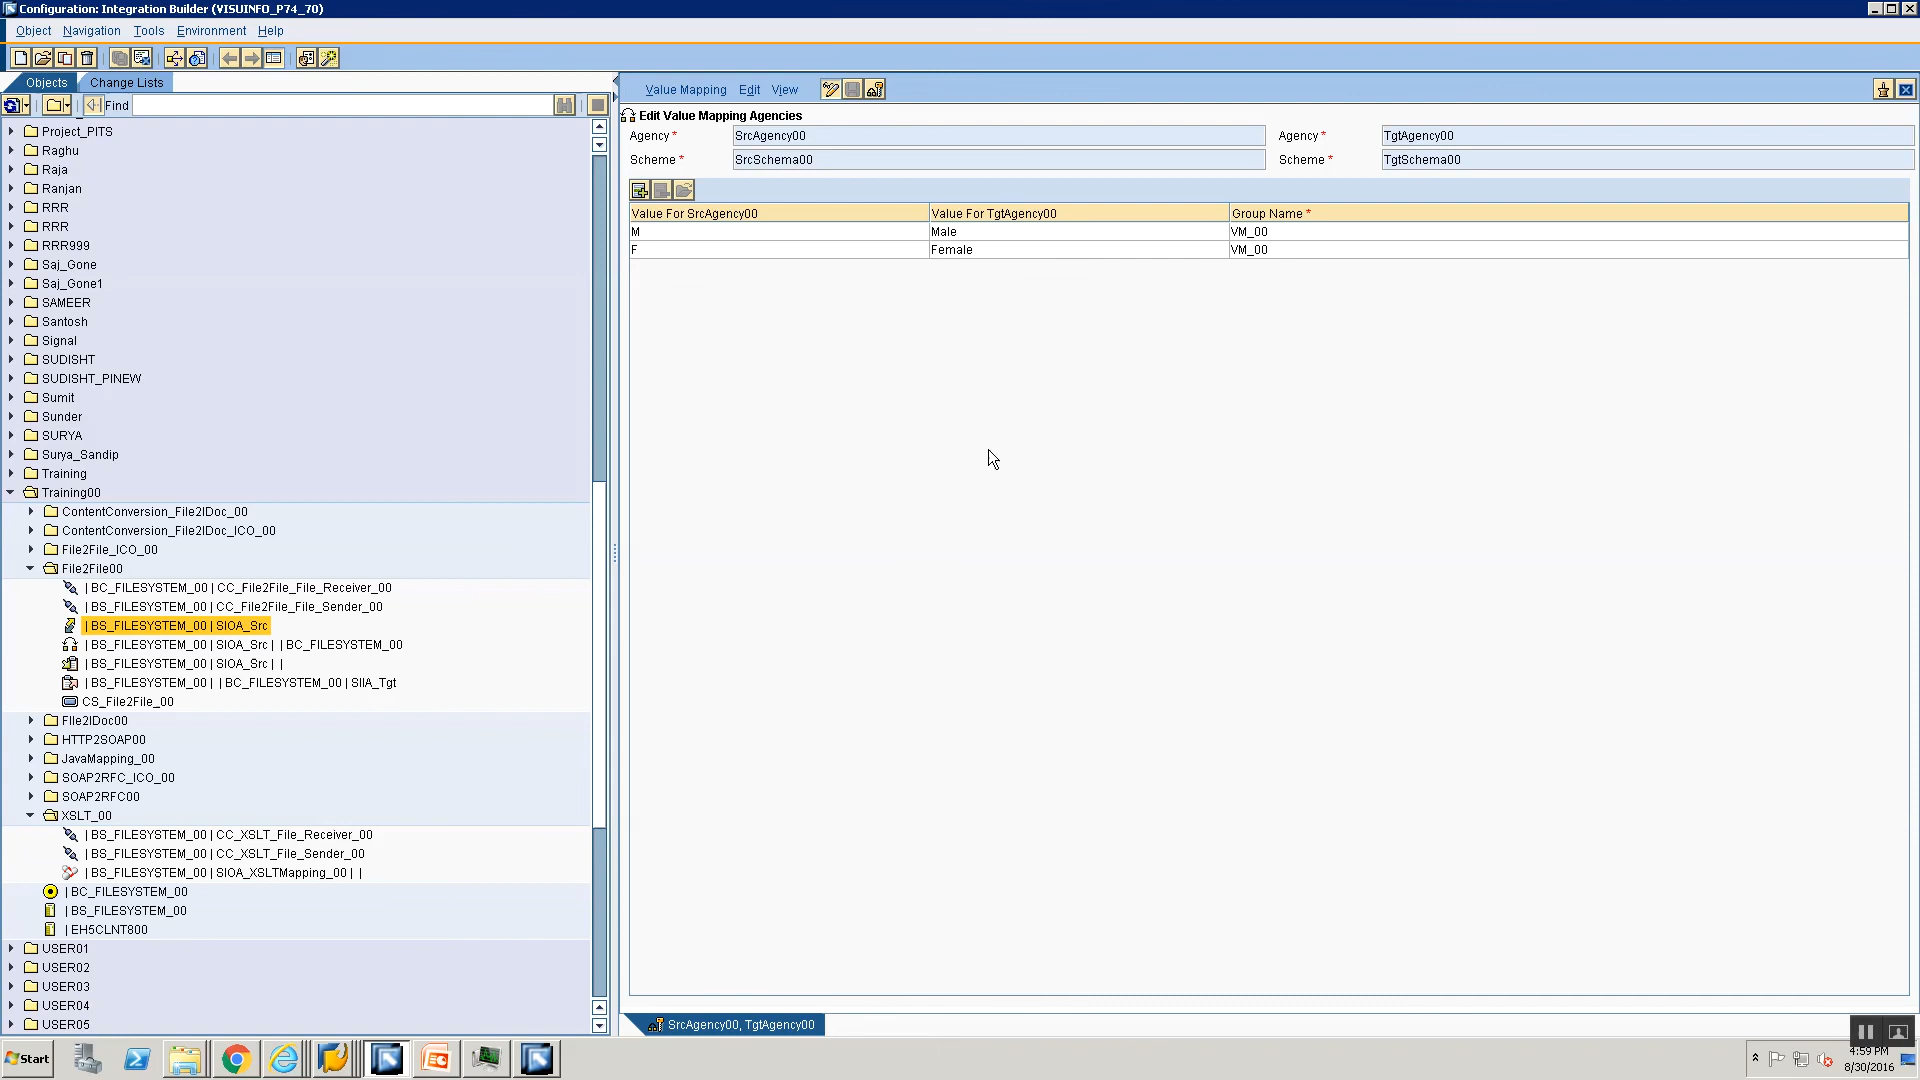 Configuration: Integration Builder (VISUINFO_P74_70)
Object Navigation Tools Environment Help
Objects Change Lists
Find
Project_PITS
Raghu
Raja
Ranjan
RRR
RRR
RRR999
Saj_Gone
Saj_Gone1
SAMEER
Santosh
Signal
SUDISHT
SUDISHT_PINEW
Sumit
Sunder
SURYA
Surya_Sandip
Training
Training00
ContentConversion_File2IDoc_00
ContentConversion_File2IDoc_ICO_00
File2File_ICO_00
File2File00
| BC_FILESYSTEM_00 | CC_File2File_File_Receiver_00
| BS_FILESYSTEM_00 | CC_File2File_File_Sender_00
| BS_FILESYSTEM_00 | SIOA_Src
| BS_FILESYSTEM_00 | SIOA_Src | | BC_FILESYSTEM_00
| BS_FILESYSTEM_00 | SIOA_Src | |
| BS_FILESYSTEM_00 | | BC_FILESYSTEM_00 | SIIA_Tgt
CS_File2File_00
FIle2IDoc00
HTTP2SOAP00
JavaMapping_00
SOAP2RFC_ICO_00
SOAP2RFC00
XSLT_00
| BS_FILESYSTEM_00 | CC_XSLT_File_Receiver_00
| BS_FILESYSTEM_00 | CC_XSLT_File_Sender_00
| BS_FILESYSTEM_00 | SIOA_XSLTMapping_00 | |
| BC_FILESYSTEM_00
| BS_FILESYSTEM_00
| EH5CLNT800
USER01
USER02
USER03
USER04
USER05
Value Mapping Edit View
Edit Value Mapping Agencies
Agency * SrcAgency00 Agency * TgtAgency00
Scheme * SrcSchema00 Scheme * TgtSchema00
Value For SrcAgency00 Value For TgtAgency00 Group Name *
M Male VM_00
F Female VM_00
SrcAgency00, TgtAgency00
Start
4:59 PM
8/30/2016